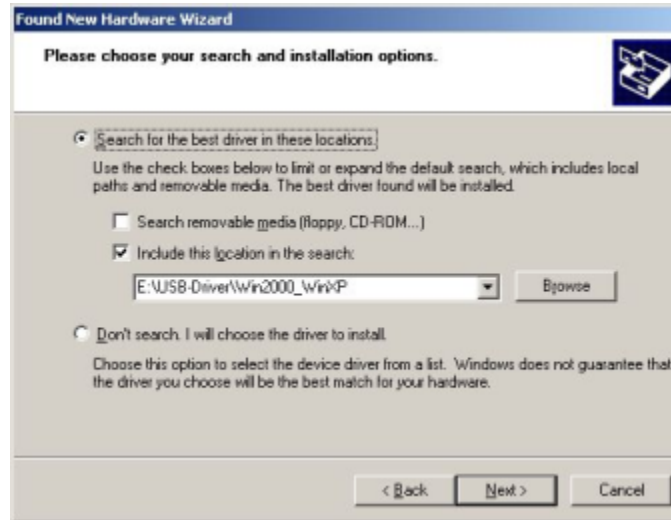 Found New Hardware Wizard
Please choose your search and installation options.
Search for the best driver in these locations.
Use the check boxes below to limit or expand the default search, which includes local
paths and removable media. The best driver found will be installed.
Search removable media (floppy, CD-ROM...)
Include this location in the search:
E:\USB-Driver\Win2000_WinXP
Browse
Don't search. I will choose the driver to install.
Choose this option to select the device driver from a list. Windows does not guarantee that
the driver you choose will be the best match for your hardware.
< Back
Next >
Cancel